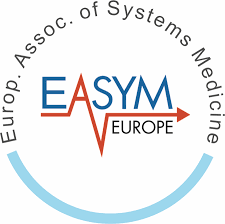 Europ. Assoc. of Systems Medicine
EASYM
EUROPE